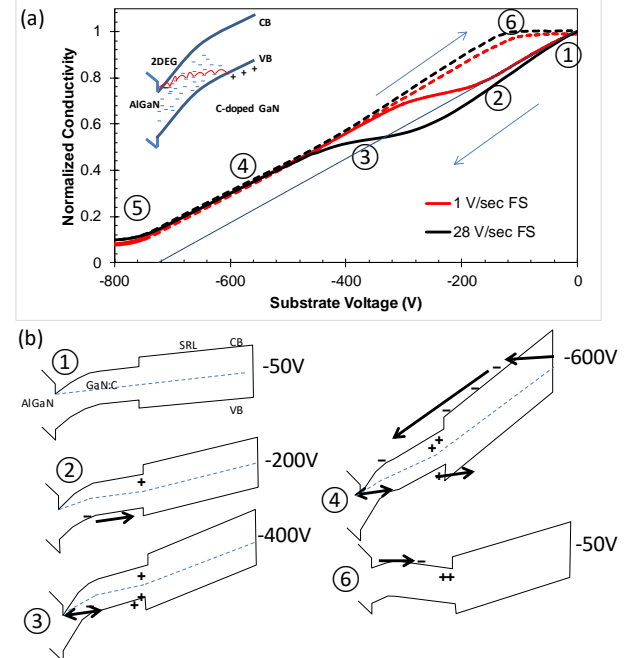 (a)
Normalized Conductivity
1
0.8
0.6
0.4
0.2
0
-800
-600
-400
-200
0
Substrate Voltage (V)
CB
2DEG
VB
AlGaN
+ + +
C-doped GaN
⑥
①
②
③
④
⑤
1 V/sec FS
28 V/sec FS
(b)
①
SRL
CB
-50V
GaN:C
AlGaN
VB
②
-200V
+
–
-400V
③
+
+
+
-600V
–
–
–
+
+
+
④
-50V
–
++
⑥